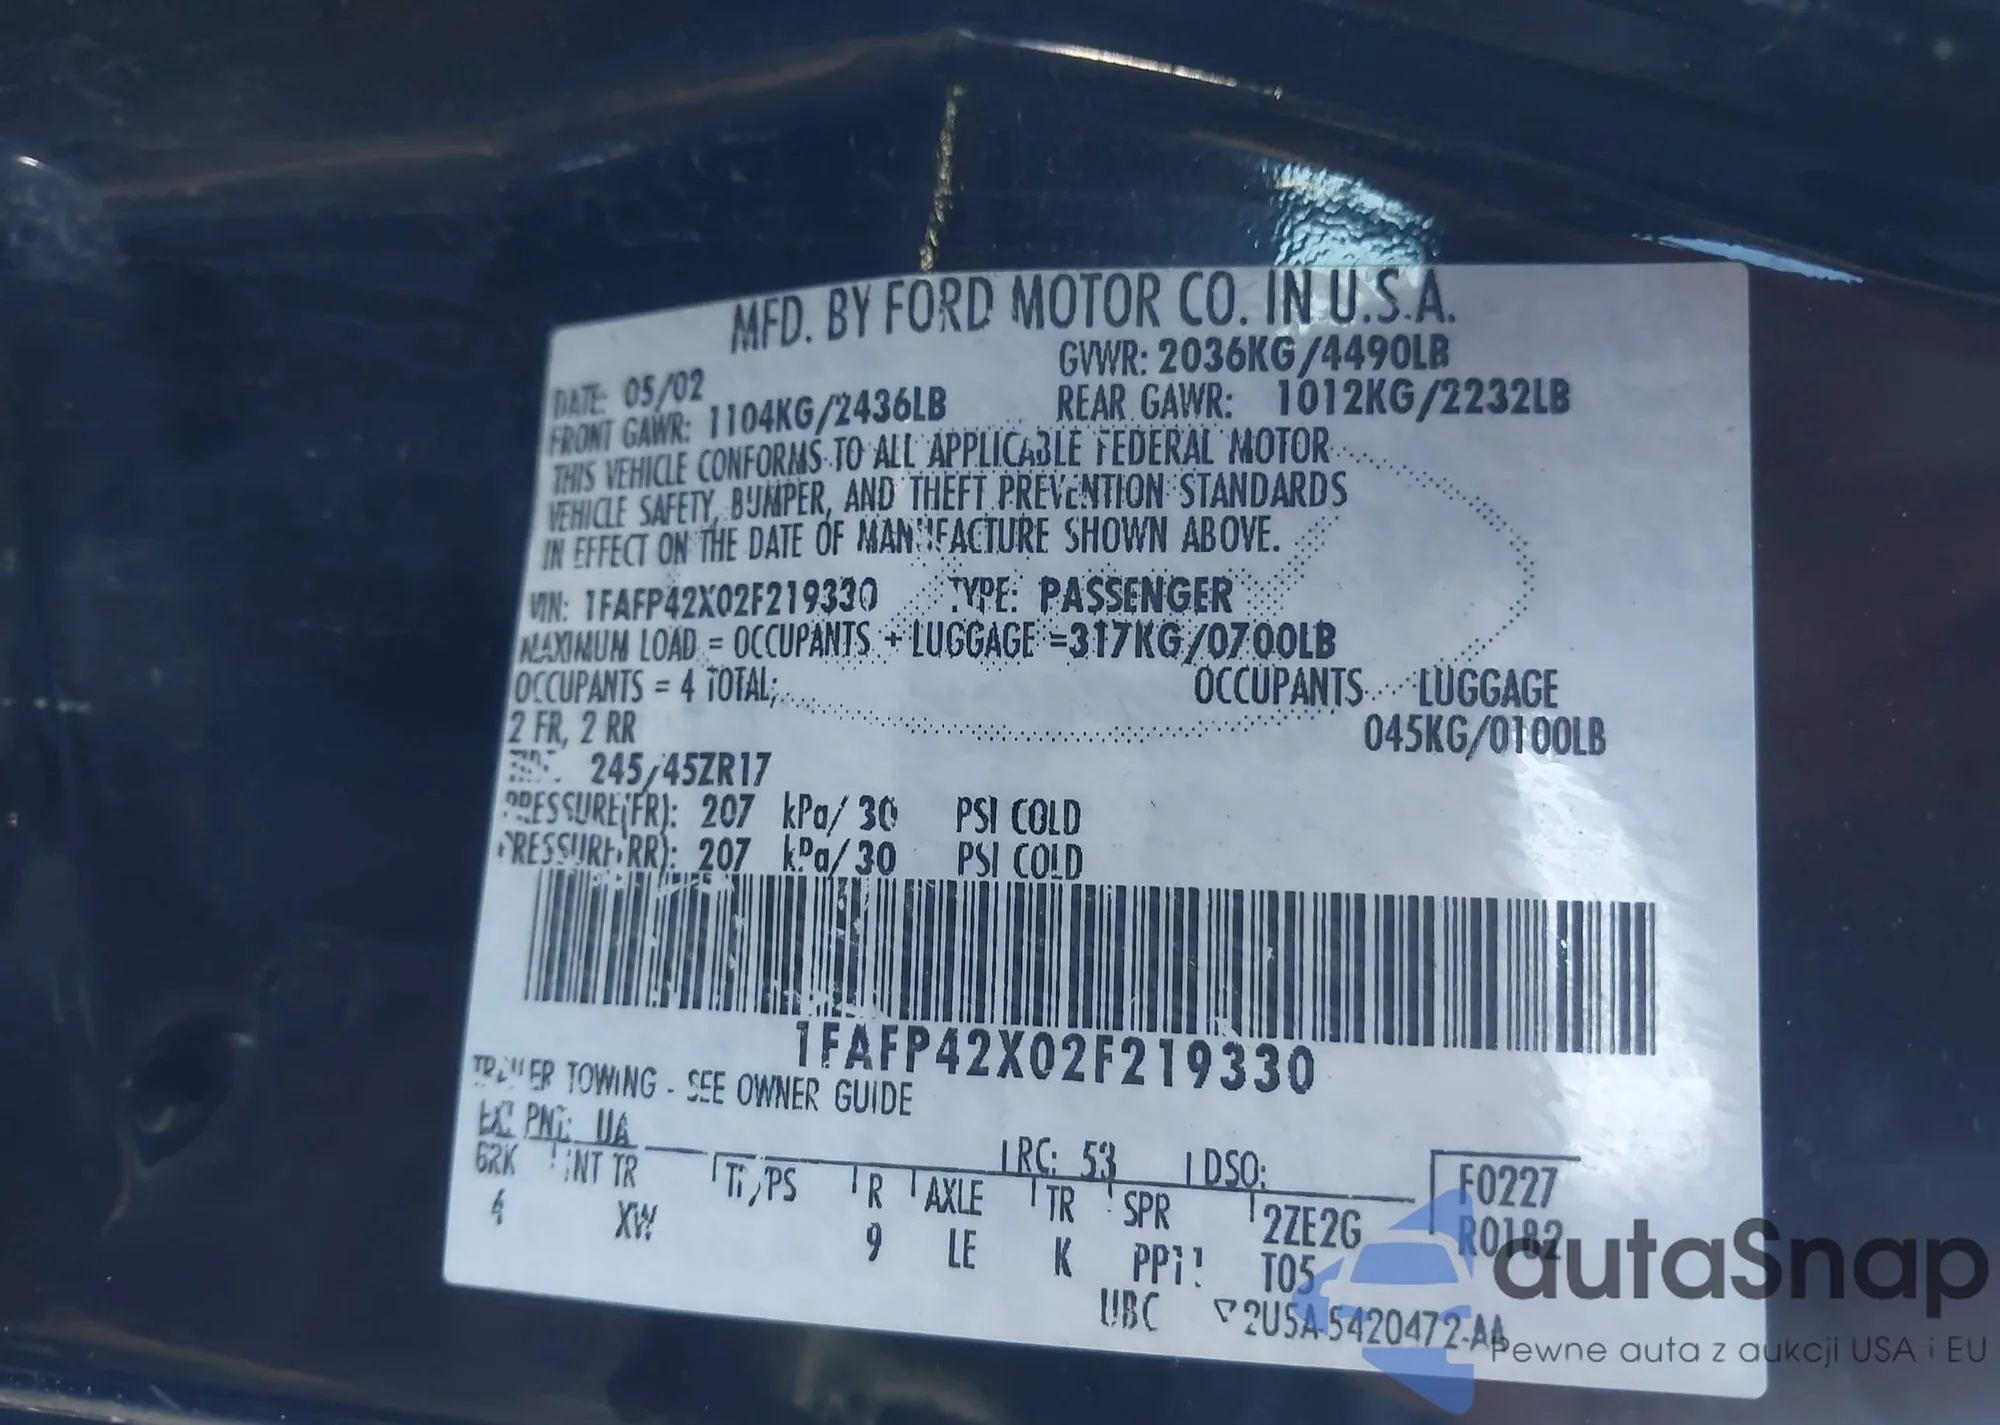 MFD. BY FORD MOTOR CO. IN U.S.A.
DATE: 05/02 GVWR: 2036KG/4490LB
FRONT GAWR: 1104KG/2436LB REAR GAWR: 1012KG/2232LB
THIS VEHICLE CONFORMS TO ALL APPLICABLE FEDERAL MOTOR
VEHICLE SAFETY, BUMPER, AND THEFT PREVENTION STANDARDS
IN EFFECT ON THE DATE OF MANUFACTURE SHOWN ABOVE.
VIN: 1FAFP42X02F219330 TYPE: PASSENGER
MAXIMUM LOAD = OCCUPANTS + LUGGAGE =317KG/0700LB
OCCUPANTS = 4 TOTAL; OCCUPANTS LUGGAGE
2 FR, 2 RR 045KG/0100LB
245/45ZR17
PRESSURE(FR): 207 kPa/ 30 PSI COLD
PRESSURE(RR): 207 kPa/ 30 PSI COLD
1FAFP42X02F219330
TRAILER TOWING - SEE OWNER GUIDE
EXT PNT: UA RC: 53 DSO: F0227
BRK INT TR TP/PS R AXLE TR SPR 2ZE2G R0182
4 XW 9 LE K T05
UBC 2USA-5420472-AA
autaSnap
Pewne auta z aukcji USA i EU